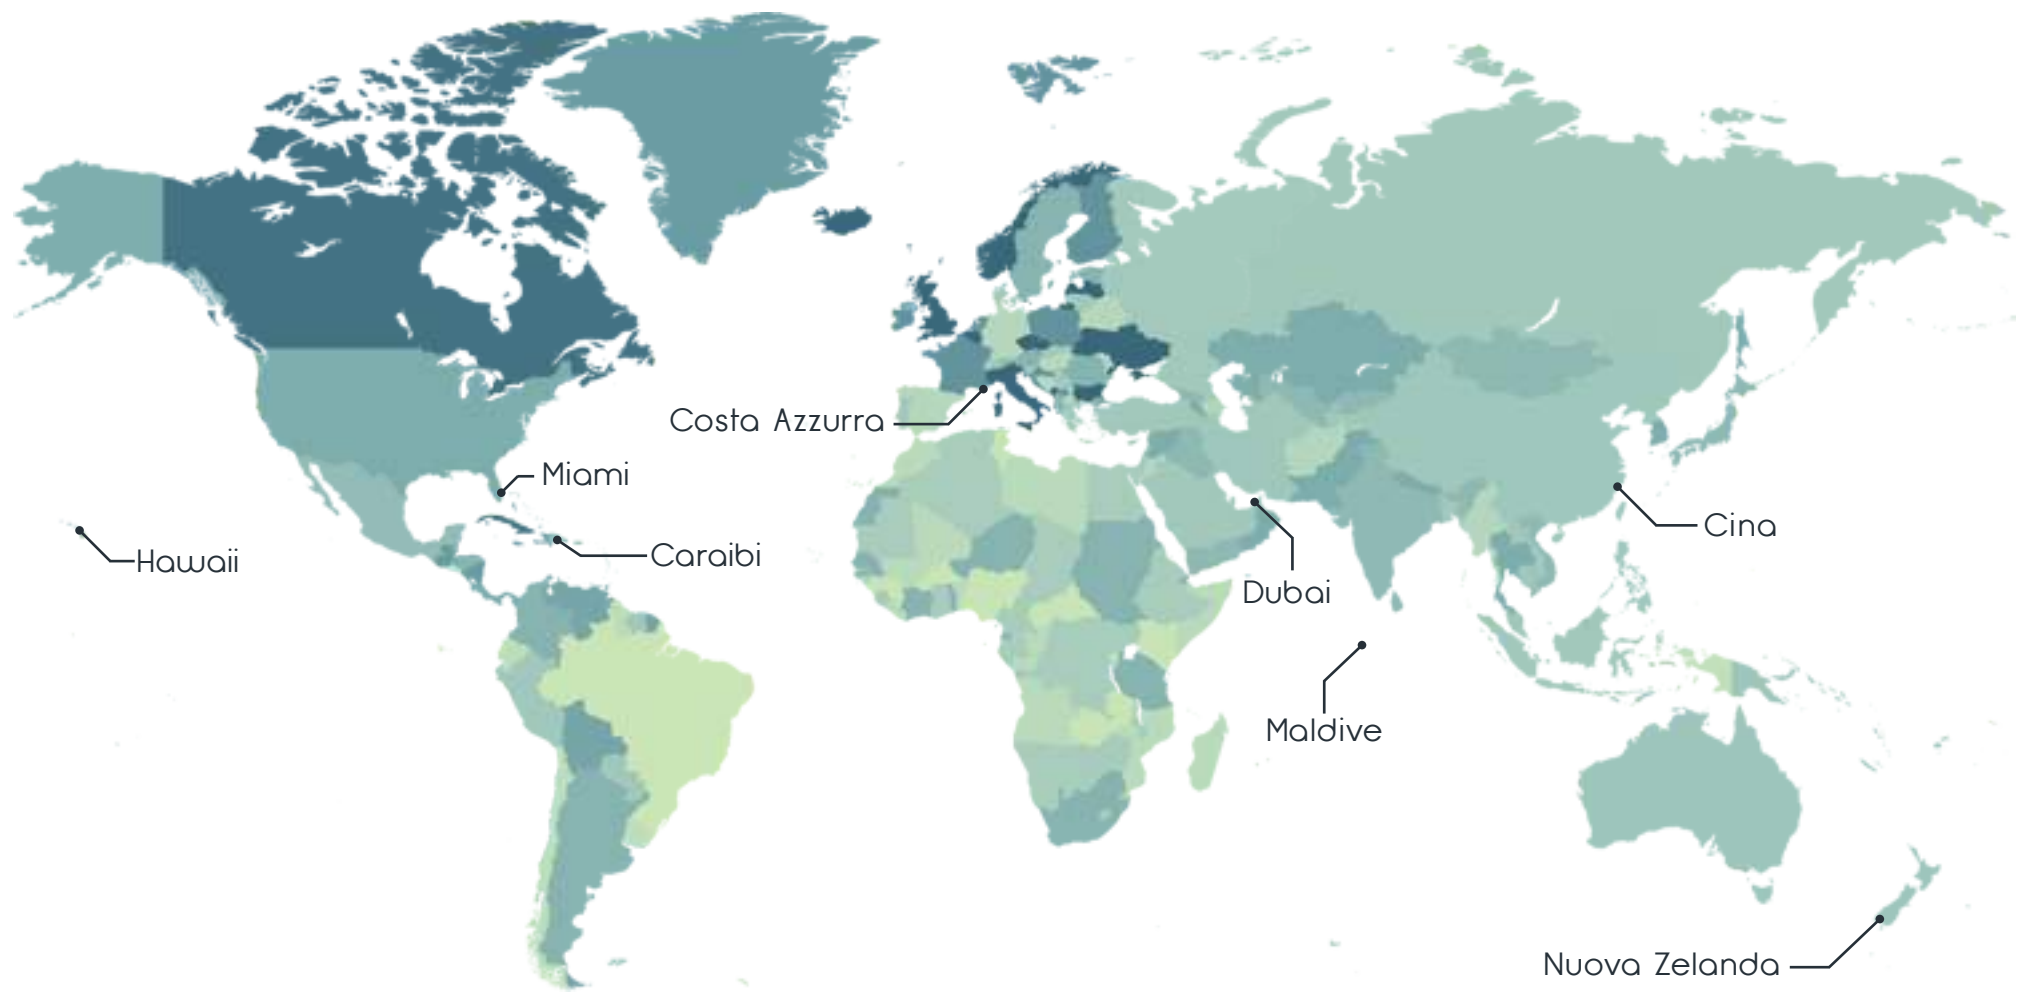 Costa Azzurra
Miami
Cina
Caraibi
Hawaii
Dubai
Maldive
Nuova Zelanda